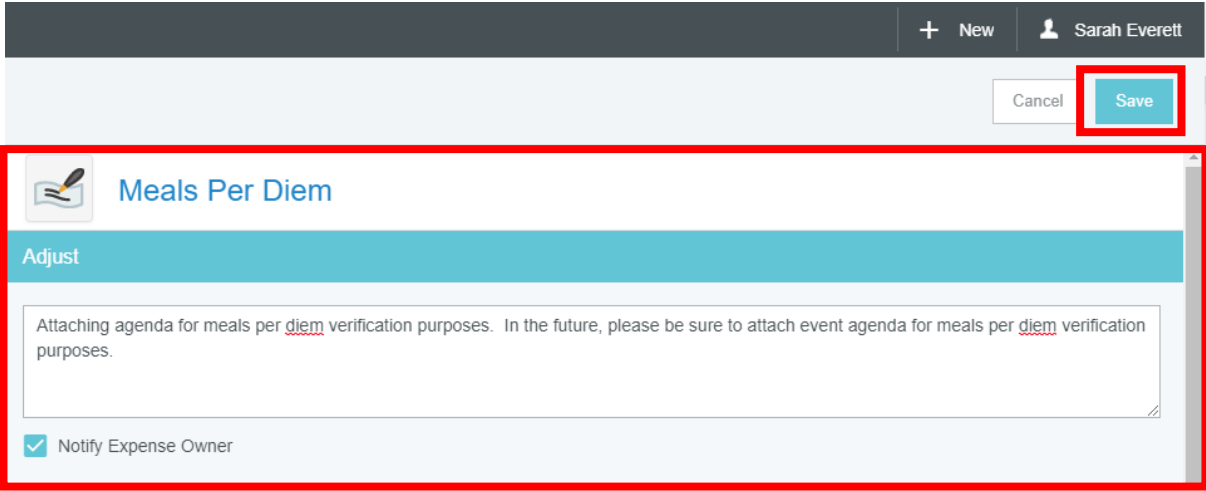 New
Sarah Everett
Cancel
Save
Meals Per Diem
Adjust
Attaching agenda for meals per diem verification purposes.  In the future, please be sure to attach event agenda for meals per diem verification
purposes.
Notify Expense Owner